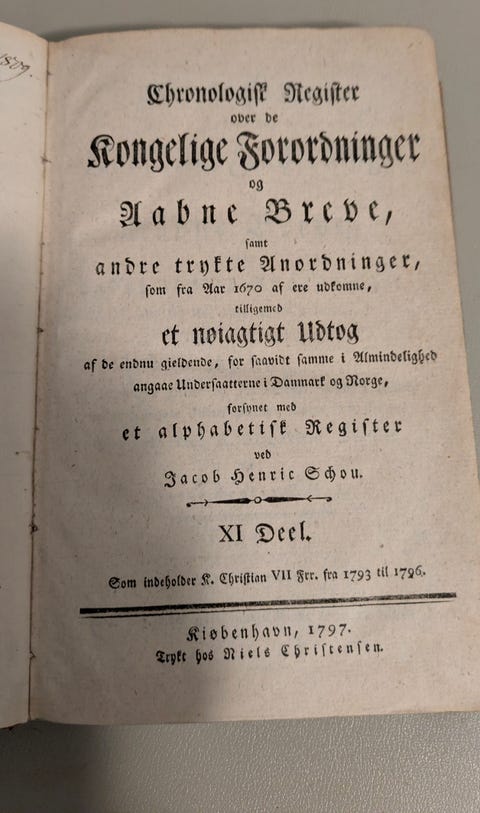 1809.
Chronologisk Register
over de
Kongelige Forordninger
og
Aabne Breve,
samt
andre trykte Anordninger,
som fra Aar 1670 af ere udkomne,
tilligemed
et nøiagtigt Udtog
af de endnu gieldende, for saavidt samme i Almindelighed
angaae Undersaatterne i Danmark og Norge,
forsynet med
et alphabetisk Register
ved
Jacob Henric Schou.
XI Deel.
Som indeholder K. Christian VII Frr. fra 1793 til 1796.
Kiøbenhavn, 1797.
Trykt hos Niels Christensen.